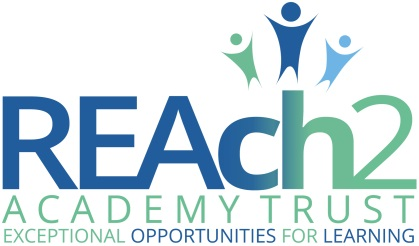 REAch2
ACADEMY TRUST
EXCEPTIONAL OPPORTUNITIES FOR LEARNING